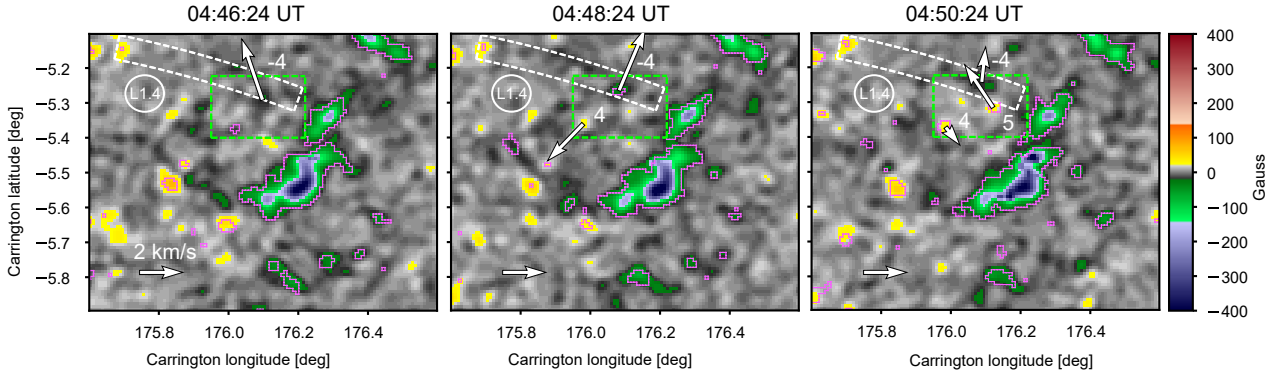 04:46:24 UT
04:48:24 UT
04:50:24 UT
Carrington latitude [deg]
−5.2
−5.3
−5.4
−5.5
−5.6
−5.7
−5.8
-4
L1.4
2 km/s
-4
L1.4
4
-4
L1.4
4
5
400
300
200
100
0
−100
−200
−300
−400
Gauss
175.8
176.0
176.2
176.4
175.8
176.0
176.2
176.4
175.8
176.0
176.2
176.4
Carrington longitude [deg]
Carrington longitude [deg]
Carrington longitude [deg]